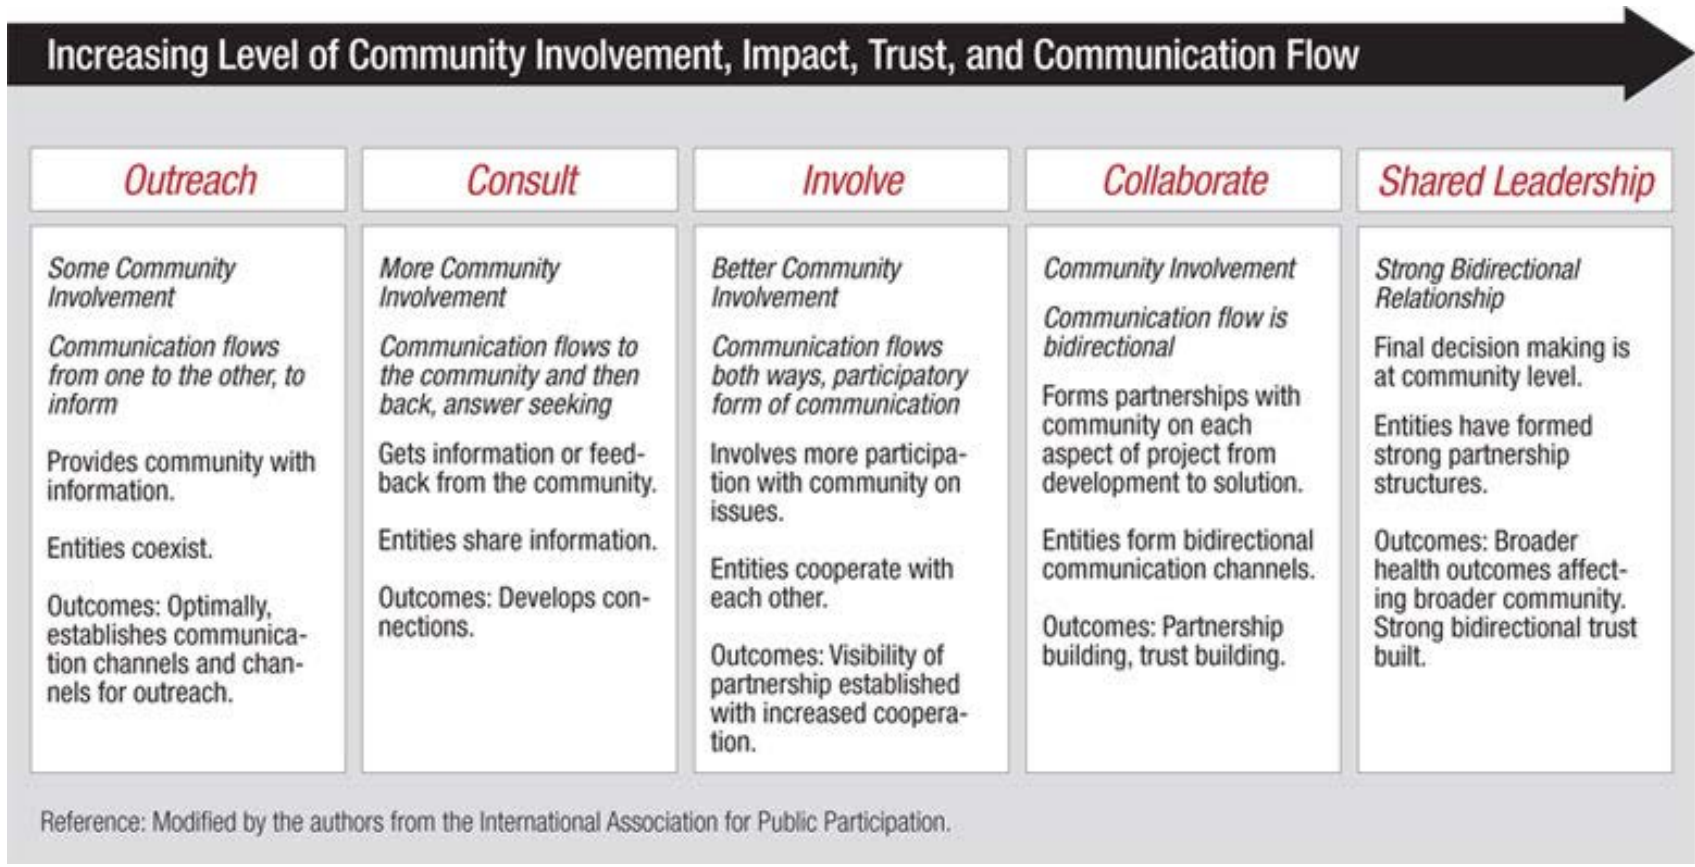 Increasing Level of Community Involvement, Impact, Trust, and Communication Flow
Outreach
Some Community
Involvement
Communication flows
from one to the other, to
inform
Provides community with
information.
Entities coexist.
Outcomes: Optimally,
establishes communica-
tion channels and chan-
nels for outreach.
Consult
More Community
Involvement
Communication flows to
the community and then
back, answer seeking
Gets information or feed-
back from the community.
Entities share information.
Outcomes: Develops con-
nections.
Involve
Better Community
Involvement
Communication flows
both ways, participatory
form of communication
Involves more participa-
tion with community on
issues.
Entities cooperate with
each other.
Outcomes: Visibility of
partnership established
with increased coopera-
tion.
Collaborate
Community Involvement
Communication flow is
bidirectional
Forms partnerships with
community on each
aspect of project from
development to solution.
Entities form bidirectional
communication channels.
Outcomes: Partnership
building, trust building.
Shared Leadership
Strong Bidirectional
Relationship
Final decision making is
at community level.
Entities have formed
strong partnership
structures.
Outcomes: Broader
health outcomes affect-
ing broader community.
Strong bidirectional trust
built.
Reference: Modified by the authors from the International Association for Public Participation.